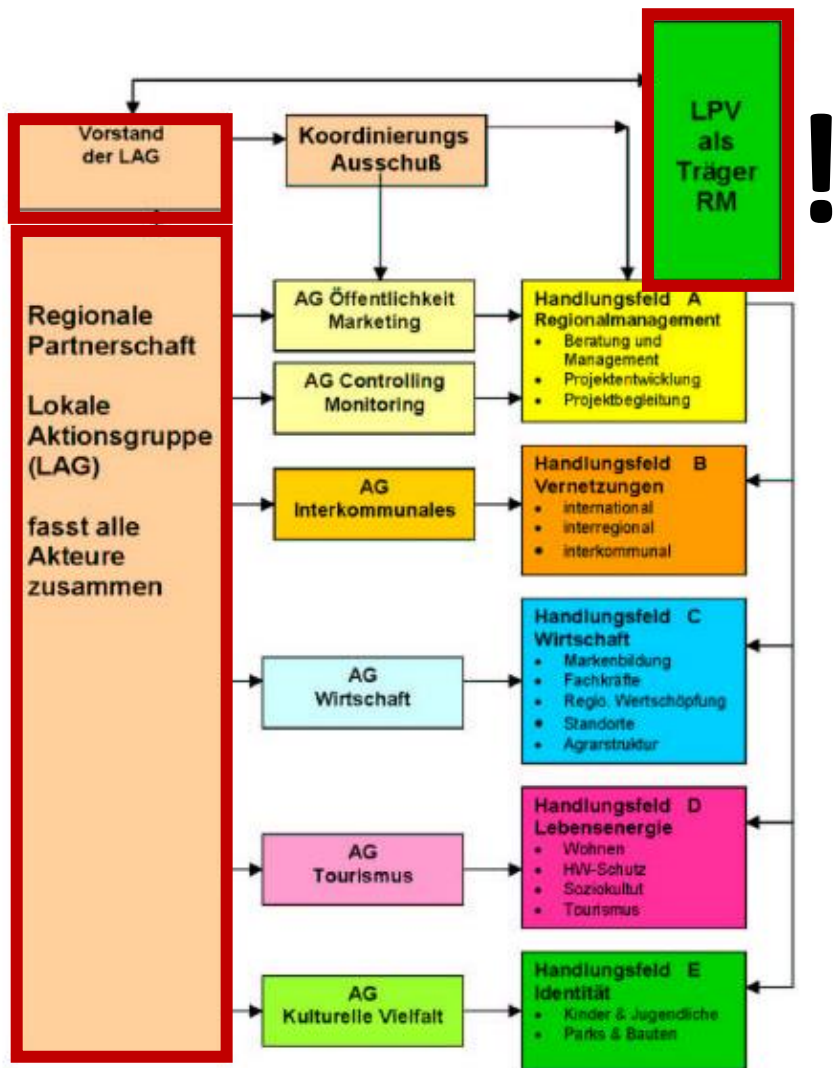 LPV
als
Träger
RM
!
Vorstand
der LAG
Koordinierungs
Ausschuß
Regionale
Partnerschaft
Lokale
Aktionsgruppe
(LAG)
fasst alle
Akteure
zusammen
AG Öffentlichkeit
Marketing
AG Controlling
Monitoring
AG
Interkommunales
AG
Wirtschaft
AG
Tourismus
AG
Kulturelle Vielfalt
Handlungsfeld A
Regionalmanagement
• Beratung und
Management
• Projektentwicklung
• Projektbegleitung
Handlungsfeld B
Vernetzungen
• international
• interregional
• interkommunal
Handlungsfeld C
Wirtschaft
• Markenbildung
• Fachkräfte
• Regio. Wertschöpfung
• Standorte
• Agrarstruktur
Handlungsfeld D
Lebensenergie
• Wohnen
• HW-Schutz
• Soziokultut
• Tourismus
Handlungsfeld E
Identität
• Kinder & Jugendliche
• Parks & Bauten